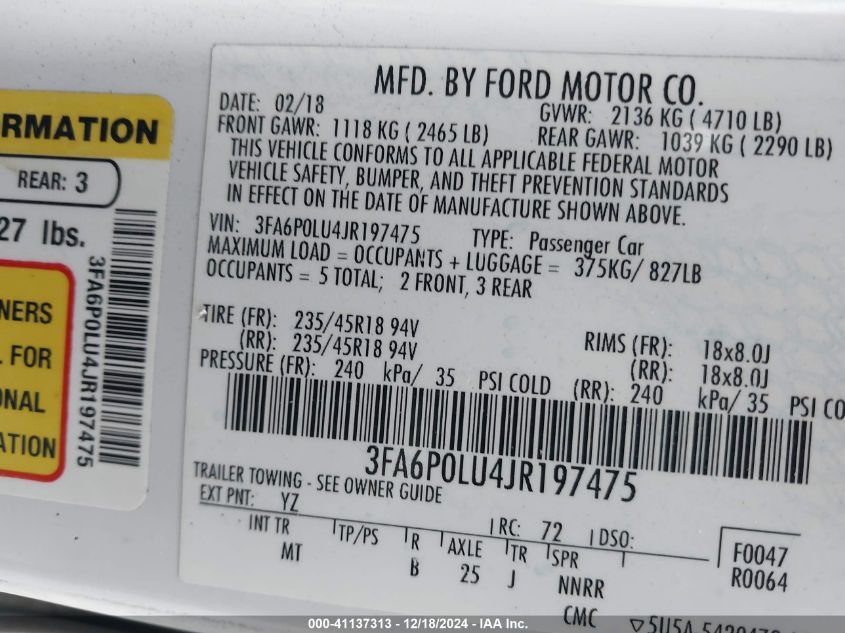 RMATION
REAR: 3
27 lbs.
3FA6P0LU4JR197475
NERS
FOR
ONAL
ATION
MFD. BY FORD MOTOR CO.
DATE: 02/18 GVWR: 2136 KG ( 4710 LB)
FRONT GAWR: 1118 KG ( 2465 LB) REAR GAWR: 1039 KG ( 2290 LB)
THIS VEHICLE CONFORMS TO ALL APPLICABLE FEDERAL MOTOR
VEHICLE SAFETY, BUMPER, AND THEFT PREVENTION STANDARDS
IN EFFECT ON THE DATE OF MANUFACTURE SHOWN ABOVE.
VIN: 3FA6P0LU4JR197475 TYPE: Passenger Car
MAXIMUM LOAD = OCCUPANTS + LUGGAGE = 375KG/ 827LB
OCCUPANTS = 5 TOTAL; 2 FRONT, 3 REAR
TIRE (FR): 235/45R18 94V RIMS (FR): 18x8.0J
(RR): 235/45R18 94V (RR): 18x8.0J
PRESSURE (FR): 240 kPa/ 35 PSI COLD (RR): 240 kPa/ 35 PSI CO
3FA6P0LU4JR197475
TRAILER TOWING - SEE OWNER GUIDE
EXT PNT: YZ RC: 72 DSO: F0047
INT TR TP/PS R AXLE TR SPR R0064
MT B 25 J NNRR
CMC
000-41137313 - 12/18/2024 - IAA Inc.